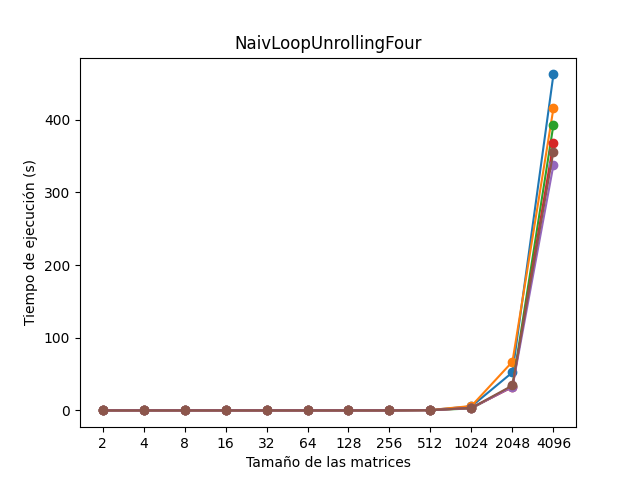 NaivLoopUnrollingFour
Tiempo de ejecución (s)
400
300
200
100
0
2 4 8 16 32 64 128 256 512 1024 2048 4096
Tamaño de las matrices